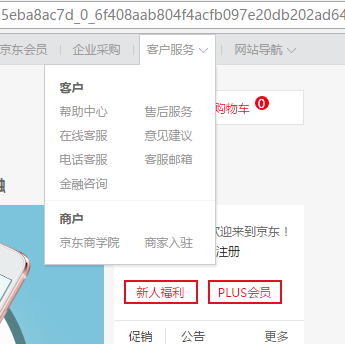 5eba8ac7d_0_6f408aab804f4acfb097e20db202ad64
京东会员 企业采购 客户服务 网站导航
客户
帮助中心 售后服务
购物车 0
在线客服 意见建议
电话客服 客服邮箱
金融咨询
融
商户
京东商学院 商家入驻
欢迎来到京东！
注册
新人福利 PLUS会员
促销 公告 更多